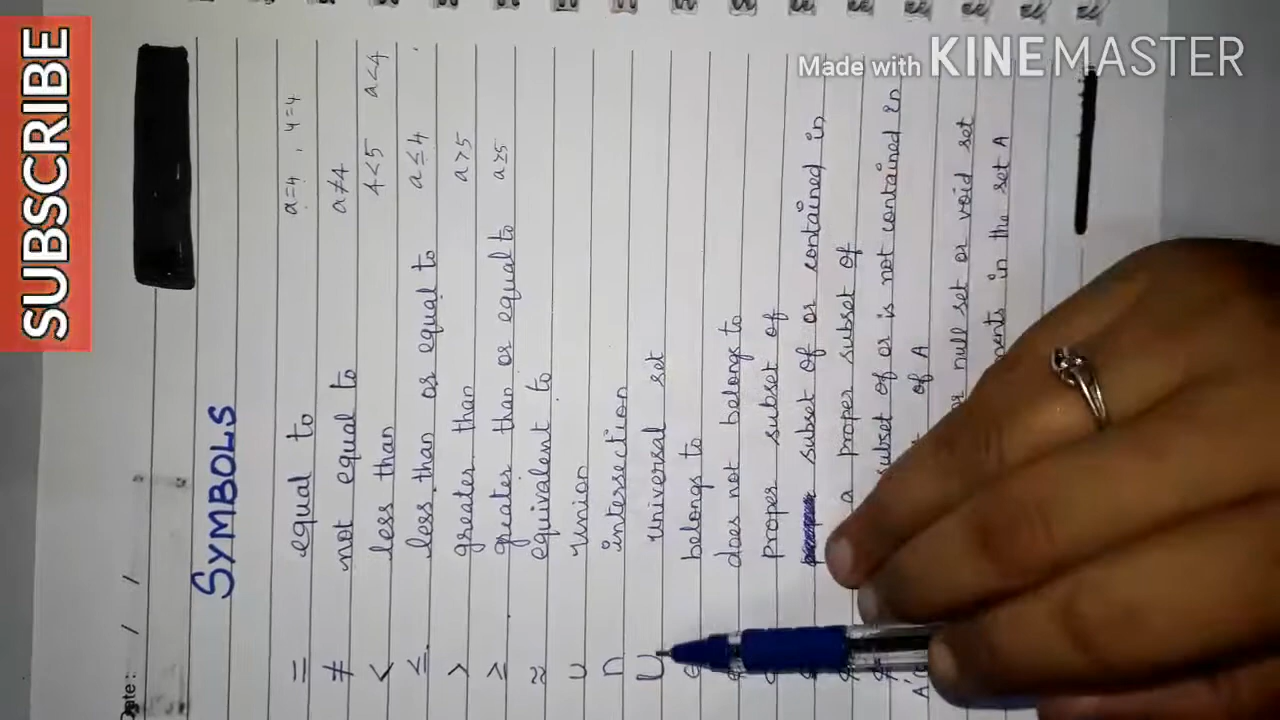 SUBSCRIBE
Made with KINEMASTER
Date: / /
SYMBOLS
= equal to a=4, 4=4
≠ not equal to a≠4
< less than 4<5 a<4
≤ less than or equal to a≤4
> greater than a>5
≥ greater than or equal to a≥5
≈ equivalent to
∪ union
∩ intersection
U universal set
belongs to
does not belongs to
proper subset of
subset of or contained in
a proper subset of
subset of or is not contained in
of A
null set or void set
in the set A